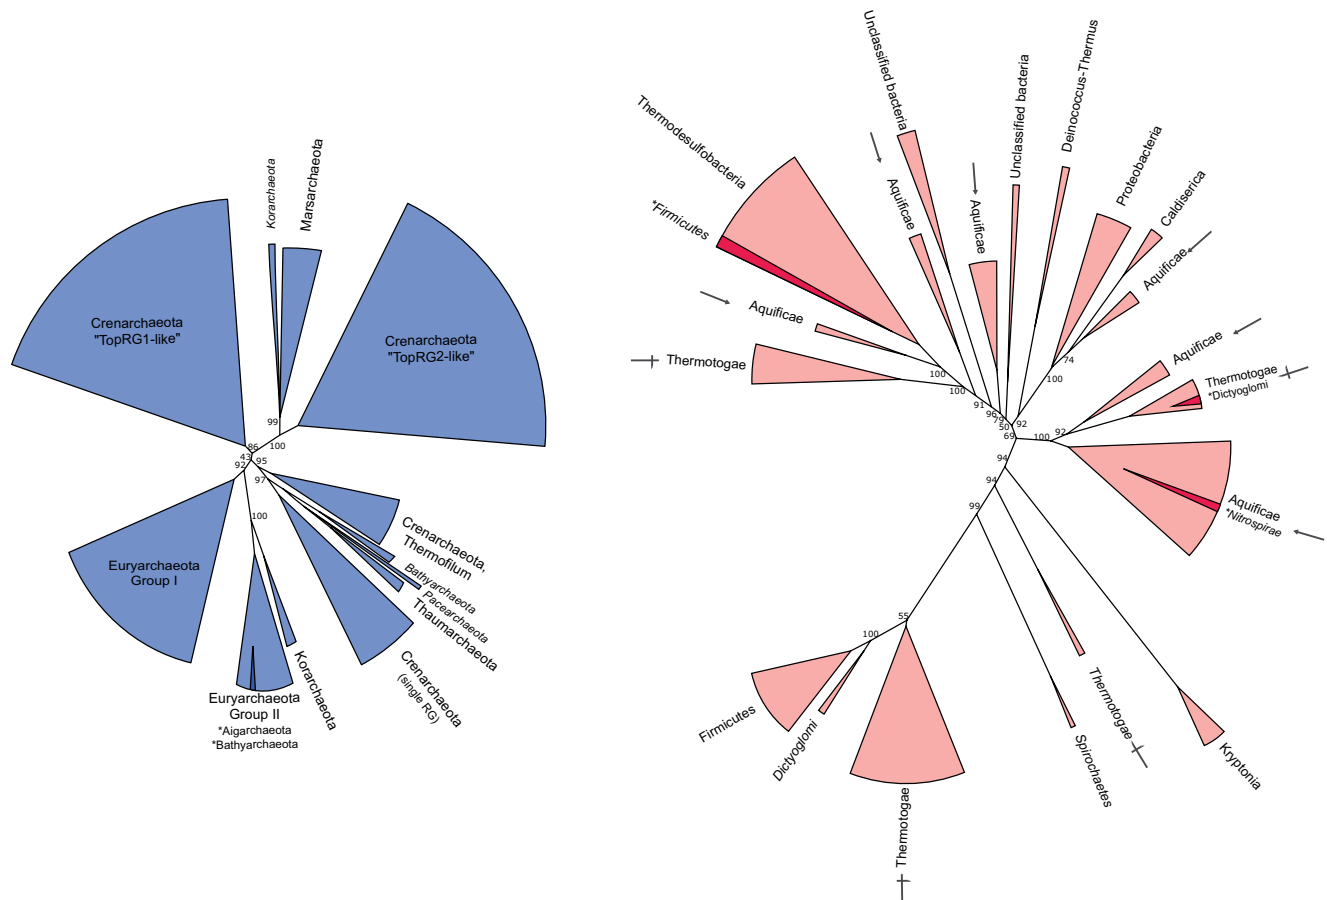 Korarchaeota
Marsarchaeota
Crenarchaeota
"TopRG1-like"
Crenarchaeota
"TopRG2-like"
99
100
86
43
92
95
97
100
Euryarchaeota
Group I
Crenarchaeota,
Thermofilum
Bathyarchaeota
Pacearchaeota
Thaumarchaeota
Crenarchaeota
(single RG)
Korarchaeota
Euryarchaeota
Group II
*Aigarchaeota
*Bathyarchaeota
Unclassified bacteria
Thermodesulfobacteria
*Firmicutes
Aquificae
Aquificae
Unclassified bacteria
Deinococcus-Thermus
Proteobacteria
Caldiserica
Aquificae
Aquificae
Thermotogae
Aquificae
Thermotogae
*Dictyoglomi
Aquificae
*Nitrospirae
100
100
91
96
79
50
92
69
74
100
100
92
94
94
99
55
100
Firmicutes
Dictyoglomi
Thermotogae
Spirochaetes
Thermotogae
Kryptonia